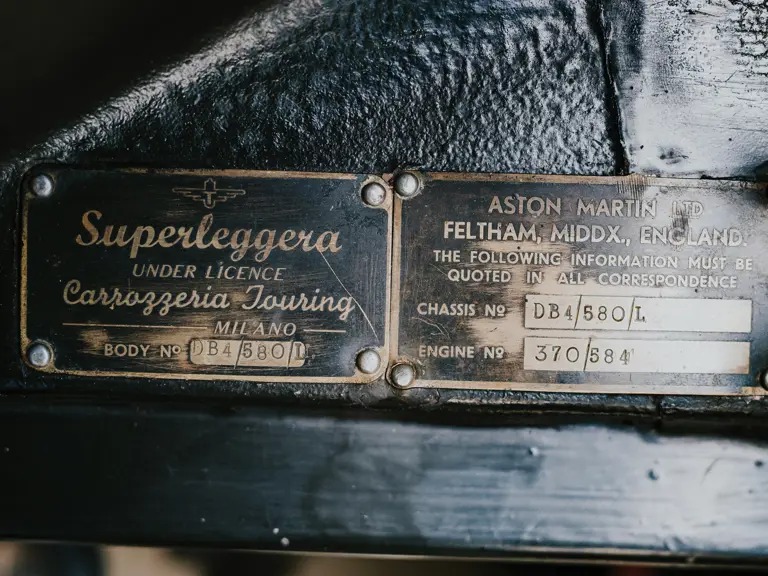 Superleggera
UNDER LICENCE
Carrozzeria Touring
MILANO
BODY Nº DB4/580/L
ASTON MARTIN LTD
FELTHAM, MIDDX., ENGLAND.
THE FOLLOWING INFORMATION MUST BE
QUOTED IN ALL CORRESPONDENCE
CHASSIS Nº DB4/580/L
ENGINE Nº 370/584